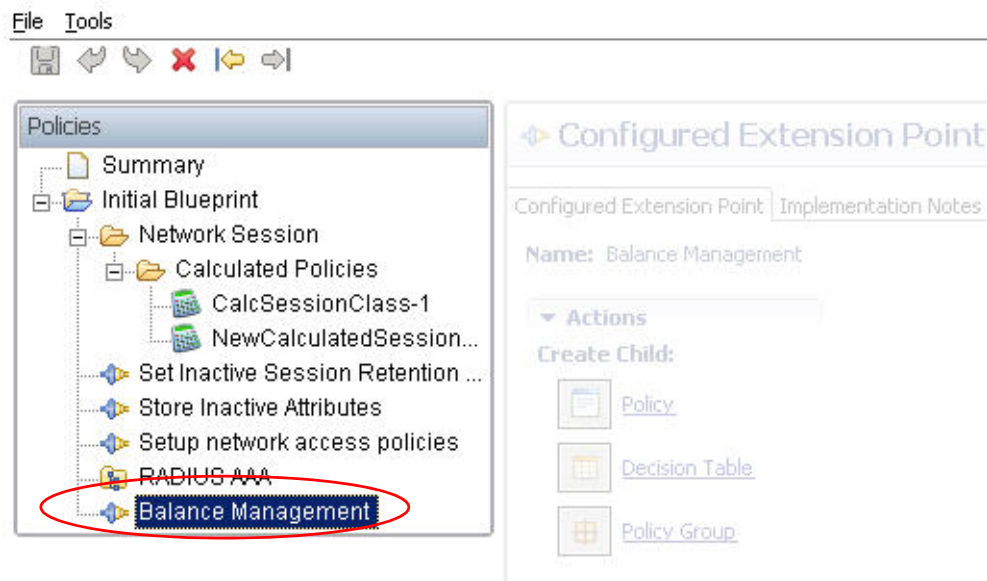 File Tools
Policies
Summary
Initial Blueprint
Network Session
Calculated Policies
CalcSessionClass-1
NewCalculatedSession...
Set Inactive Session Retention ...
Store Inactive Attributes
Setup network access policies
RADIUS AAA
Balance Management
Configured Extension Point
Configured Extension Point Implementation Notes
Name: Balance Management
Actions
Create Child:
Policy
Decision Table
Policy Group